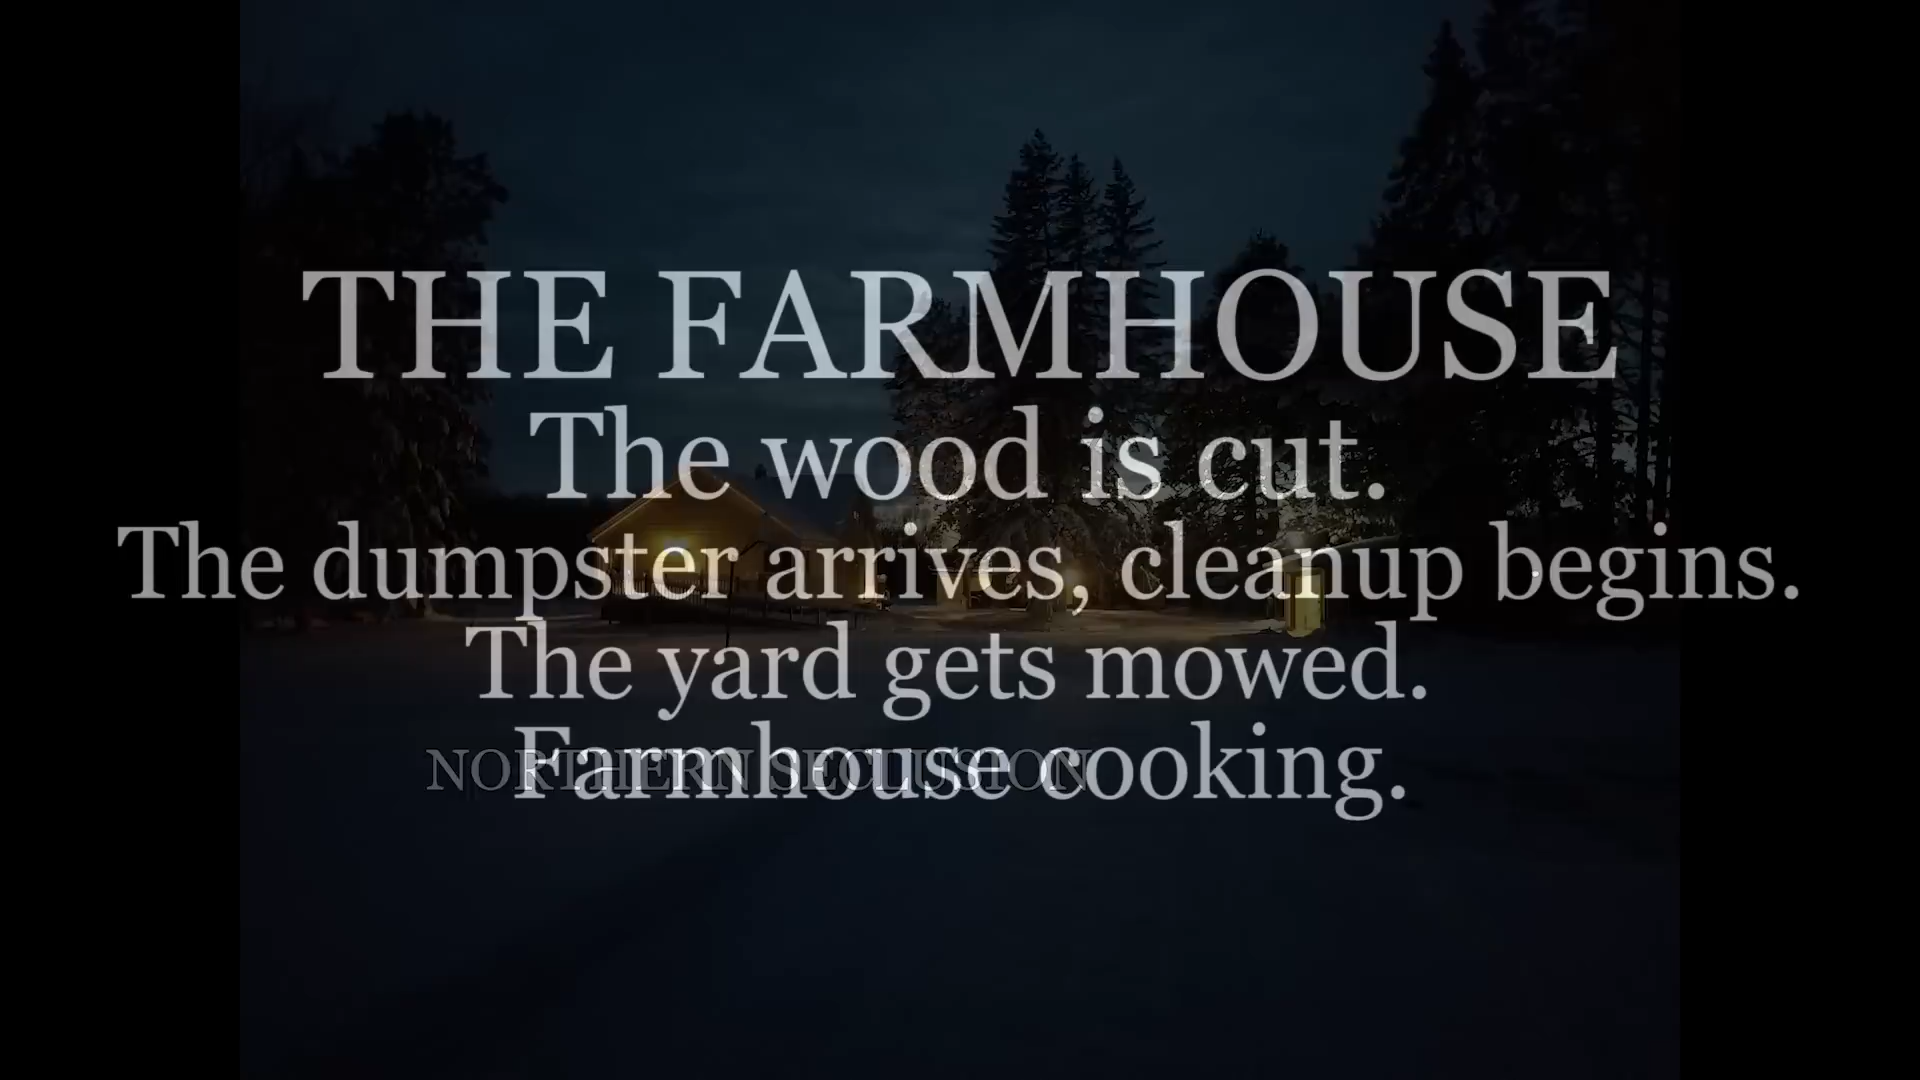 THE FARMHOUSE
The wood is cut.
The dumpster arrives, cleanup begins.
The yard gets mowed.
Farmhouse cooking.
NORTHERN SECLUSION